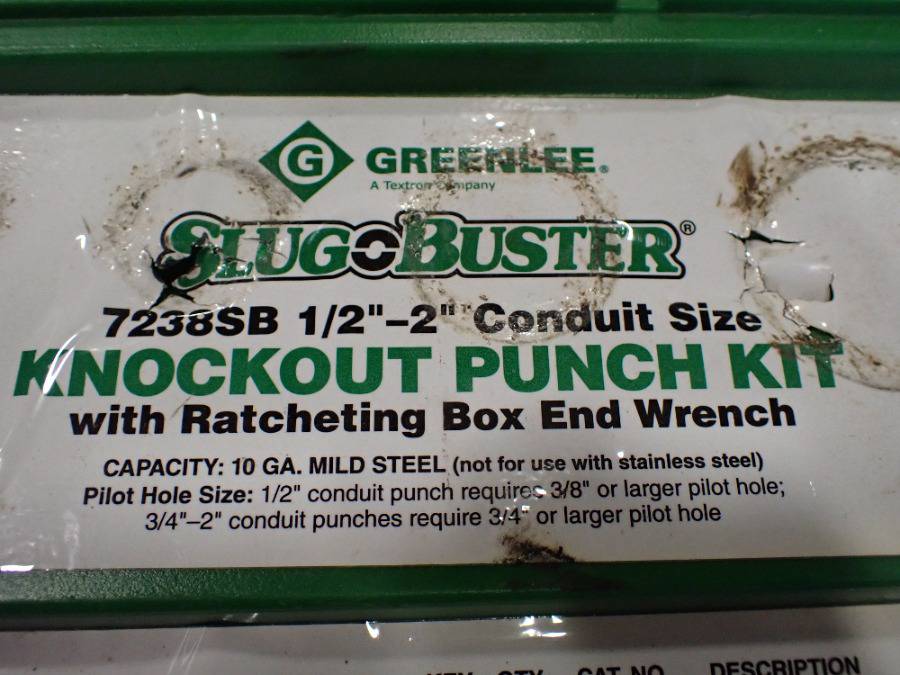 G GREENLEE®
A Textron Company
SLUG BUSTER®
7238SB 1/2"–2" Conduit Size
KNOCKOUT PUNCH KIT
with Ratcheting Box End Wrench
CAPACITY: 10 GA. MILD STEEL (not for use with stainless steel)
Pilot Hole Size: 1/2" conduit punch requires 3/8" or larger pilot hole;
3/4"–2" conduit punches require 3/4" or larger pilot hole
KEY QTY CAT. NO. DESCRIPTION